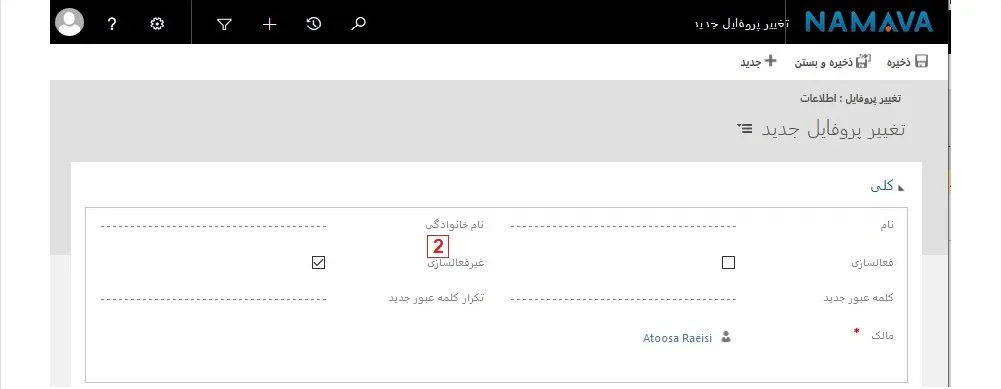 NAMAVA تغییر پروفایل جدید ?
ذخیره ذخیره و بستن جدید
تغییر پروفایل : اطلاعات
تغییر پروفایل جدید
کلی
نام نام خانوادگی
2
فعالسازی غیرفعالسازی
کلمه عبور جدید تکرار کلمه عبور جدید
مالک * Atoosa Raeisi